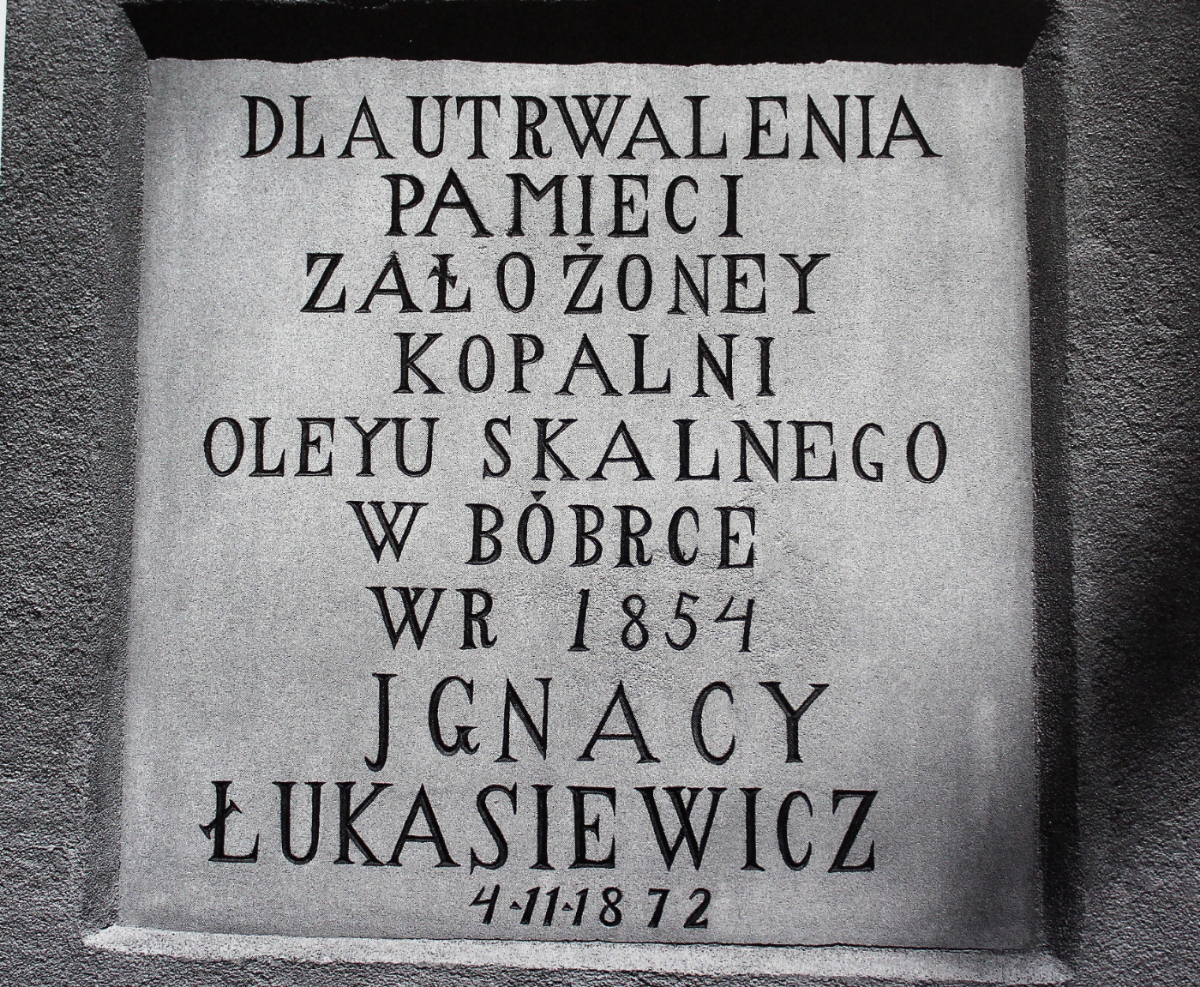 DLA UTRWALENIA
PAMIECI
ZAŁOŻONEY
KOPALNI
OLEYU SKALNEGO
W BÓBRCE
WR 1854
JGNACY
ŁUKASIEWICZ
4·11·1872